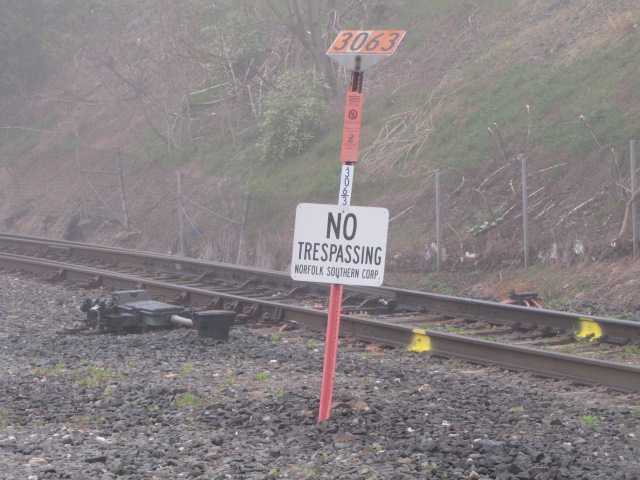 3063
3063
NO
TRESPASSING
NORFOLK SOUTHERN CORP.